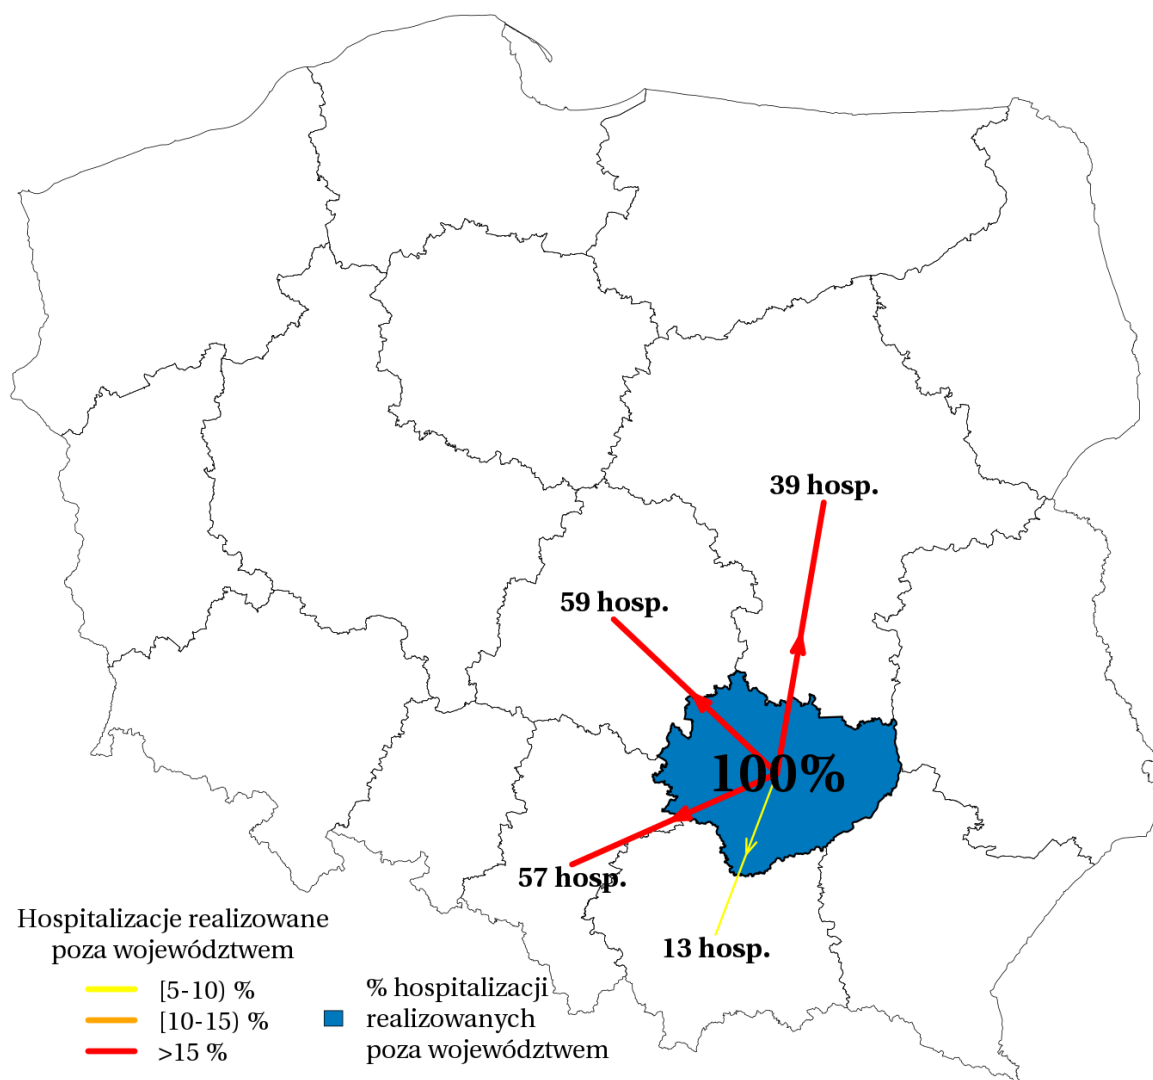 39 hosp.
59 hosp.
100%
57 hosp.
13 hosp.
Hospitalizacje realizowane
poza województwem
[5-10) %
[10-15) %
>15 %
% hospitalizacji
realizowanych
poza województwem